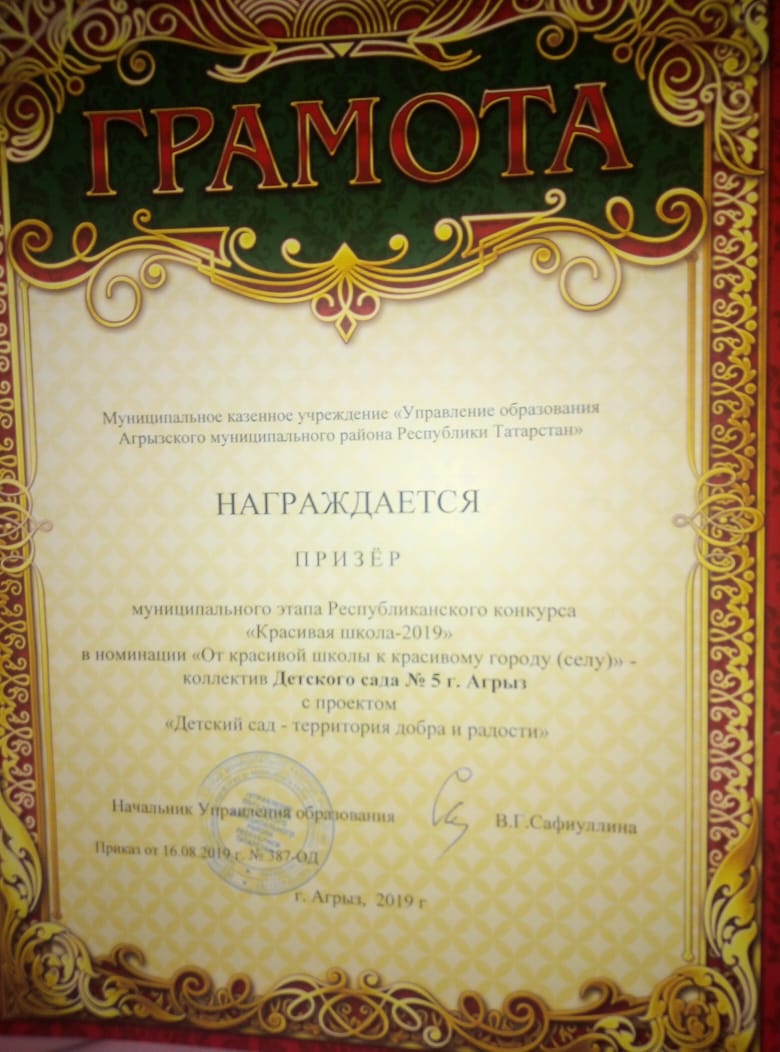 ГРАМОТА
Муниципальное казенное учреждение «Управление образования
Агрызского муниципального района Республики Татарстан»
НАГРАЖДАЕТСЯ
ПРИЗЁР
муниципального этапа Республиканского конкурса
«Красивая школа-2019»
в номинации «От красивой школы к красивому городу (селу)» -
коллектив Детского сада № 5 г. Агрыз
с проектом
«Детский сад - территория добра и радости»
Начальник Управления образования В.Г.Сафиуллина
Приказ от 16.08.2019 г. № 387-ОД
г. Агрыз, 2019 г